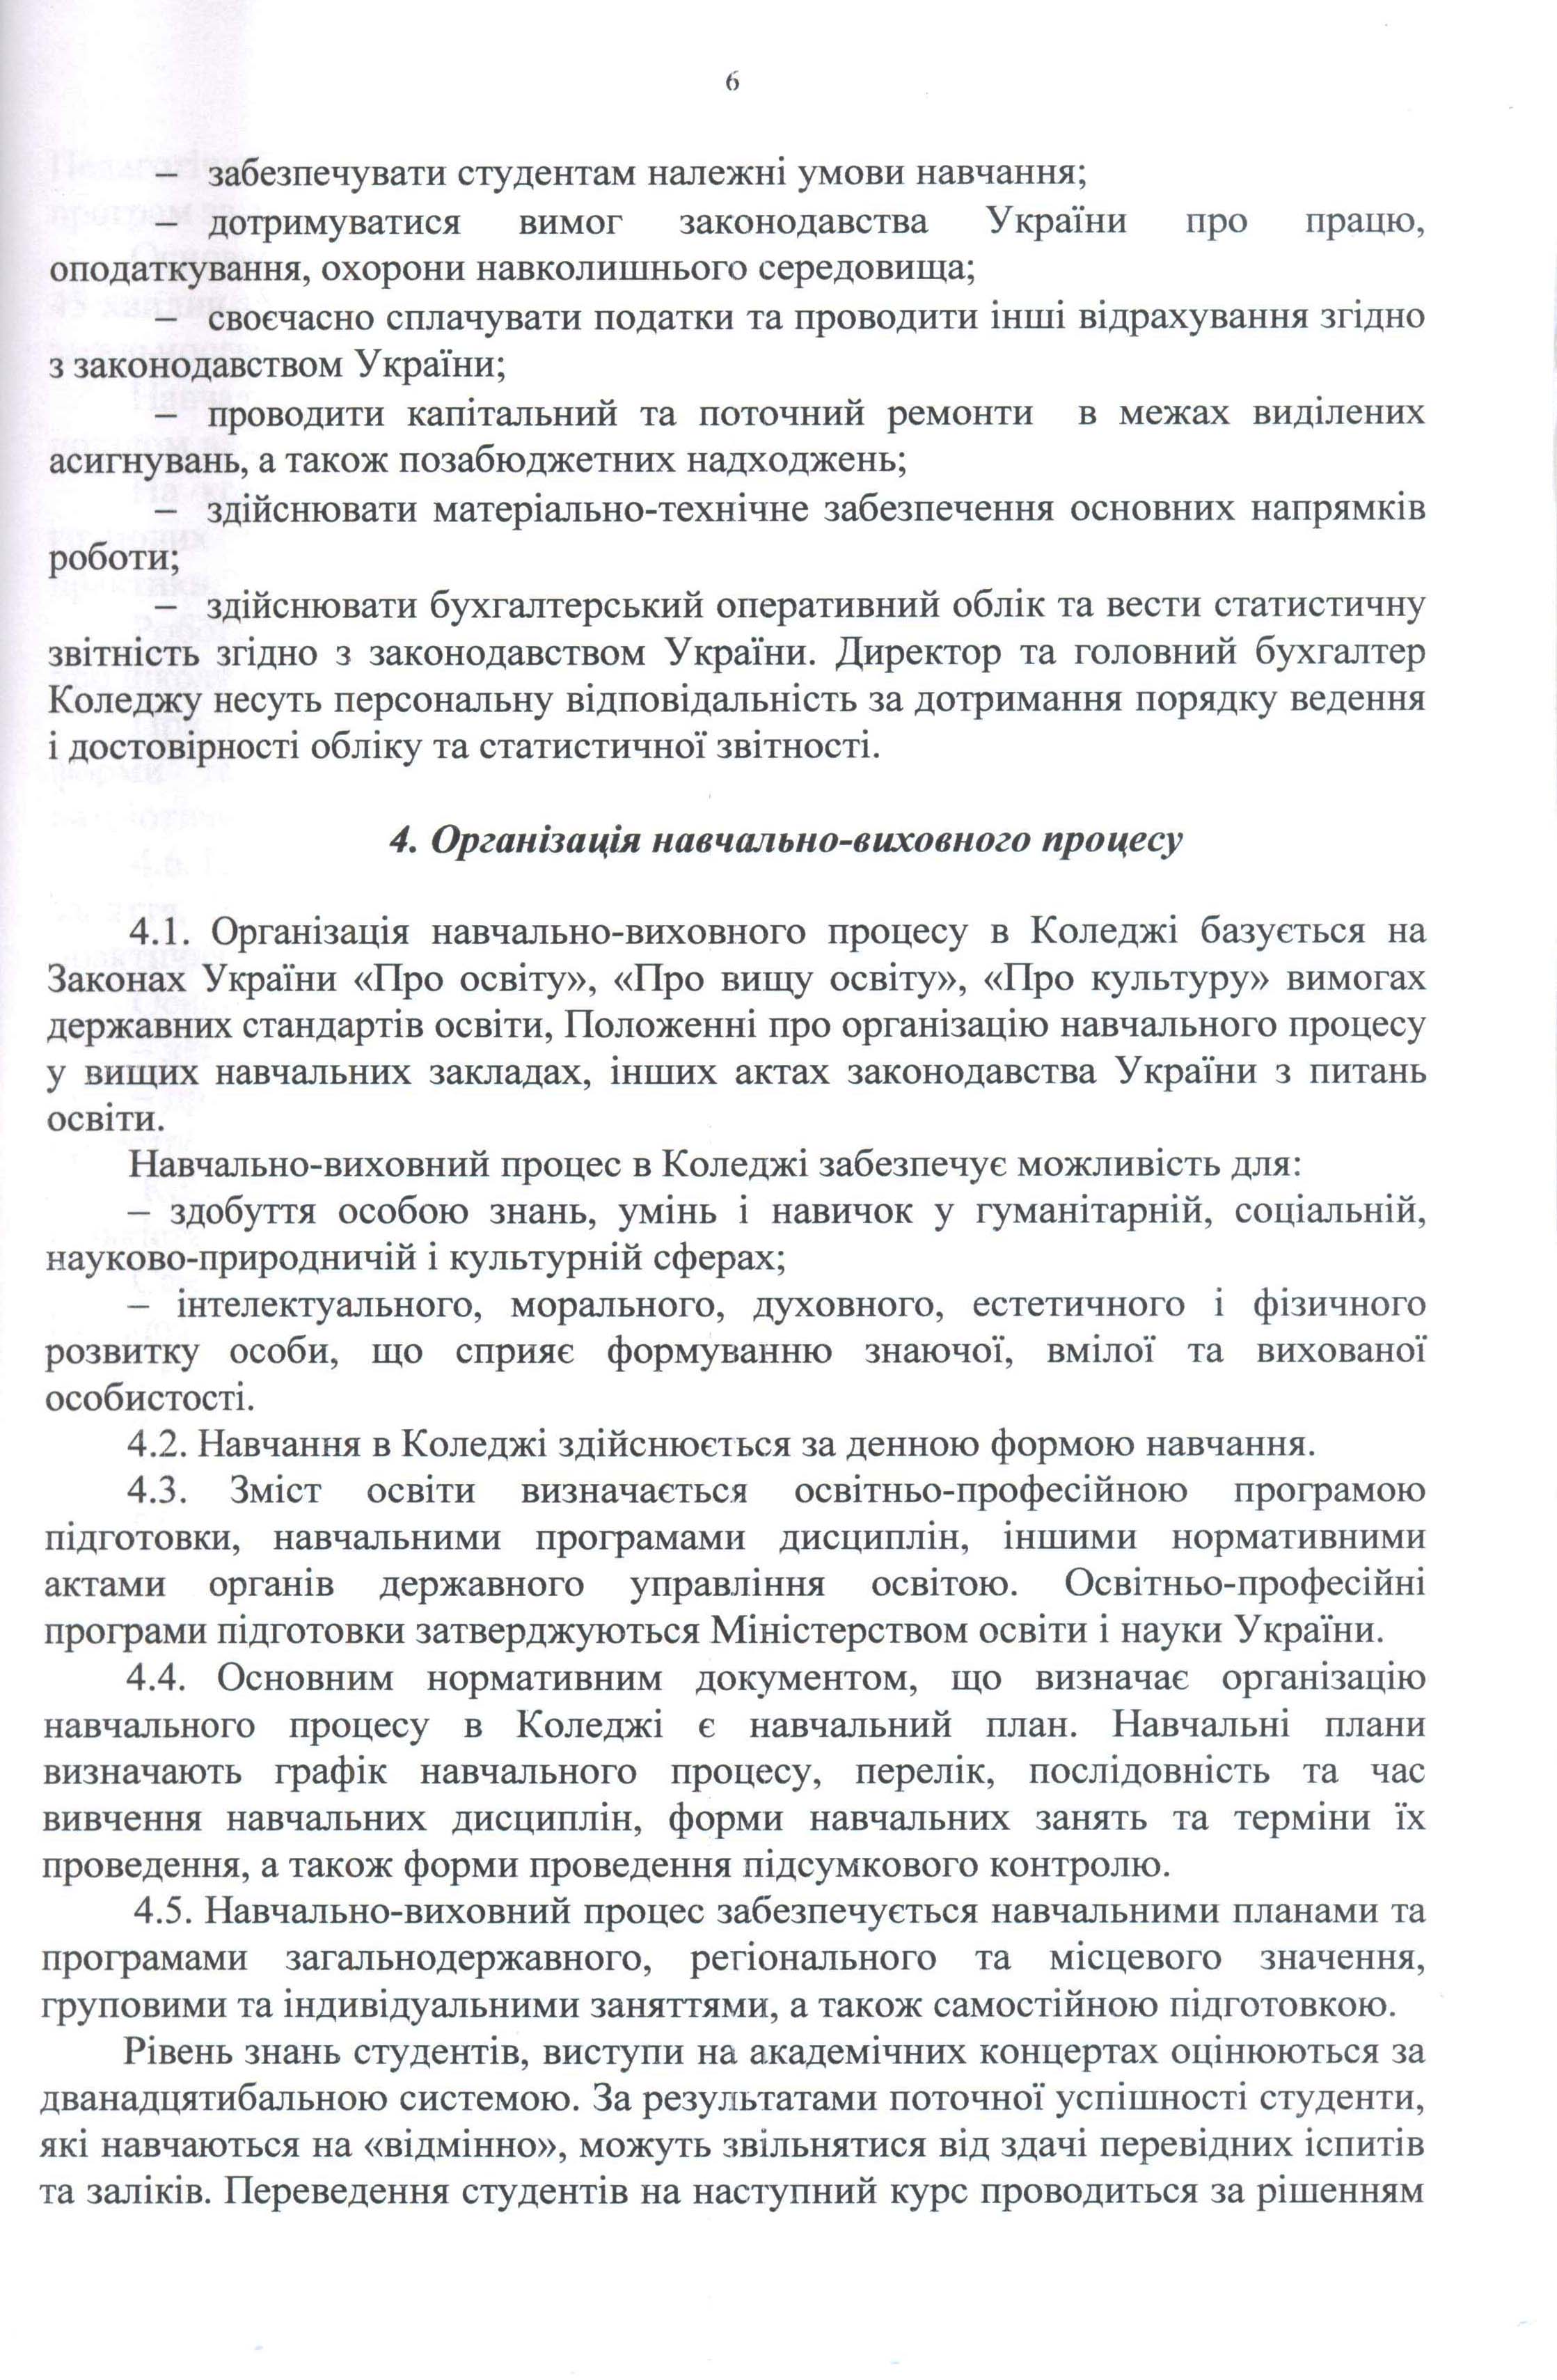 6
– забезпечувати студентам належні умови навчання;
– дотримуватися вимог законодавства України про працю,
оподаткування, охорони навколишнього середовища;
– своєчасно сплачувати податки та проводити інші відрахування згідно
з законодавством України;
– проводити капітальний та поточний ремонти в межах виділених
асигнувань, а також позабюджетних надходжень;
– здійснювати матеріально-технічне забезпечення основних напрямків
роботи;
– здійснювати бухгалтерський оперативний облік та вести статистичну
звітність згідно з законодавством України. Директор та головний бухгалтер
Коледжу несуть персональну відповідальність за дотримання порядку ведення
і достовірності обліку та статистичної звітності.
4. Організація навчально-виховного процесу
4.1. Організація навчально-виховного процесу в Коледжі базується на
Законах України «Про освіту», «Про вищу освіту», «Про культуру» вимогах
державних стандартів освіти, Положенні про організацію навчального процесу
у вищих навчальних закладах, інших актах законодавства України з питань
освіти.
Навчально-виховний процес в Коледжі забезпечує можливість для:
– здобуття особою знань, умінь і навичок у гуманітарній, соціальній,
науково-природничій і культурній сферах;
– інтелектуального, морального, духовного, естетичного і фізичного
розвитку особи, що сприяє формуванню знаючої, вмілої та вихованої
особистості.
4.2. Навчання в Коледжі здійснюється за денною формою навчання.
4.3. Зміст освіти визначається освітньо-професійною програмою
підготовки, навчальними програмами дисциплін, іншими нормативними
актами органів державного управління освітою. Освітньо-професійні
програми підготовки затверджуються Міністерством освіти і науки України.
4.4. Основним нормативним документом, що визначає організацію
навчального процесу в Коледжі є навчальний план. Навчальні плани
визначають графік навчального процесу, перелік, послідовність та час
вивчення навчальних дисциплін, форми навчальних занять та терміни їх
проведення, а також форми проведення підсумкового контролю.
4.5. Навчально-виховний процес забезпечується навчальними планами та
програмами загальнодержавного, регіонального та місцевого значення,
груповими та індивідуальними заняттями, а також самостійною підготовкою.
Рівень знань студентів, виступи на академічних концертах оцінюються за
дванадцятибальною системою. За результатами поточної успішності студенти,
які навчаються на «відмінно», можуть звільнятися від здачі перевідних іспитів
та заліків. Переведення студентів на наступний курс проводиться за рішенням